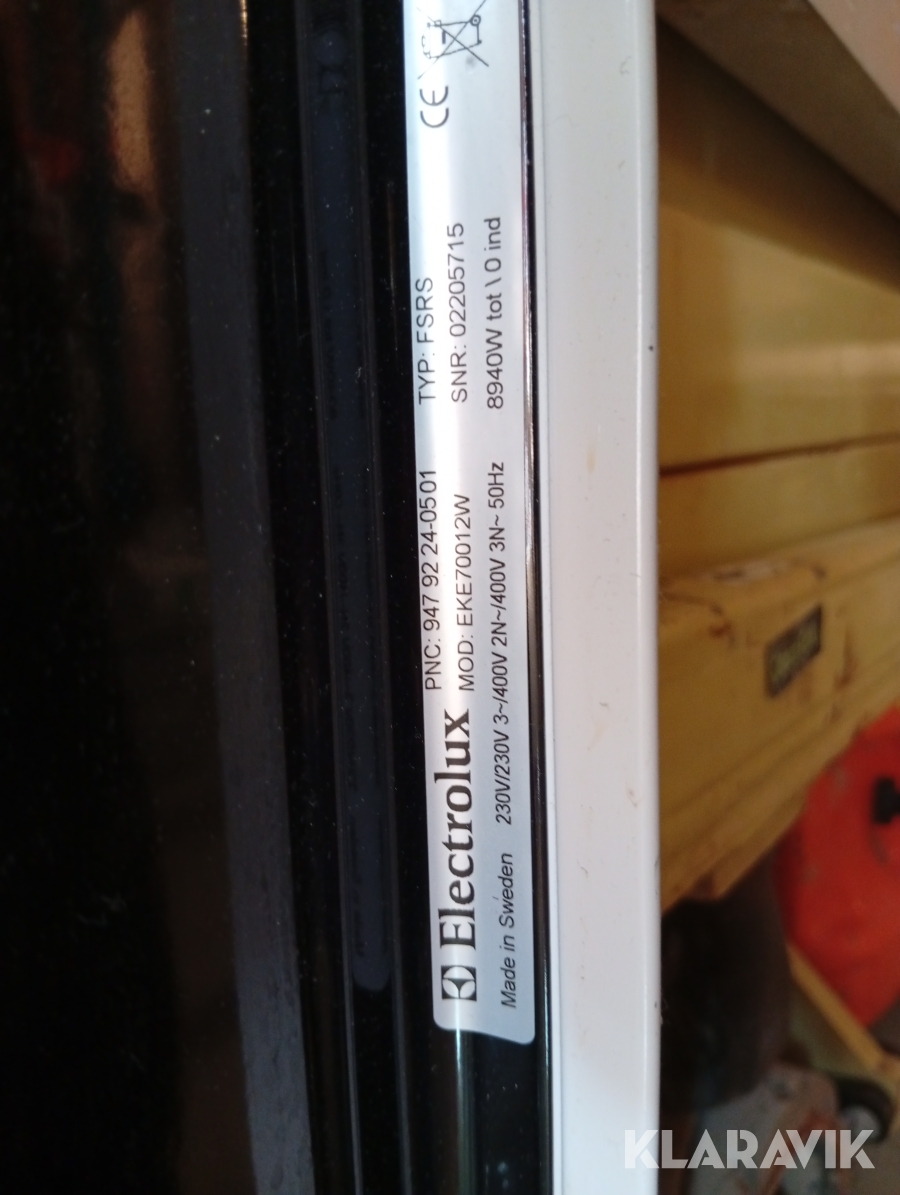 Electrolux
PNC: 947 92 24-0501 TYP: FSRS
MOD: EKE70012W SNR: 02205715
Made in Sweden 230V/230V 3~/400V 2N~/400V 3N~ 50Hz 8940W tot \ 0 ind
CE
KLARAVIK